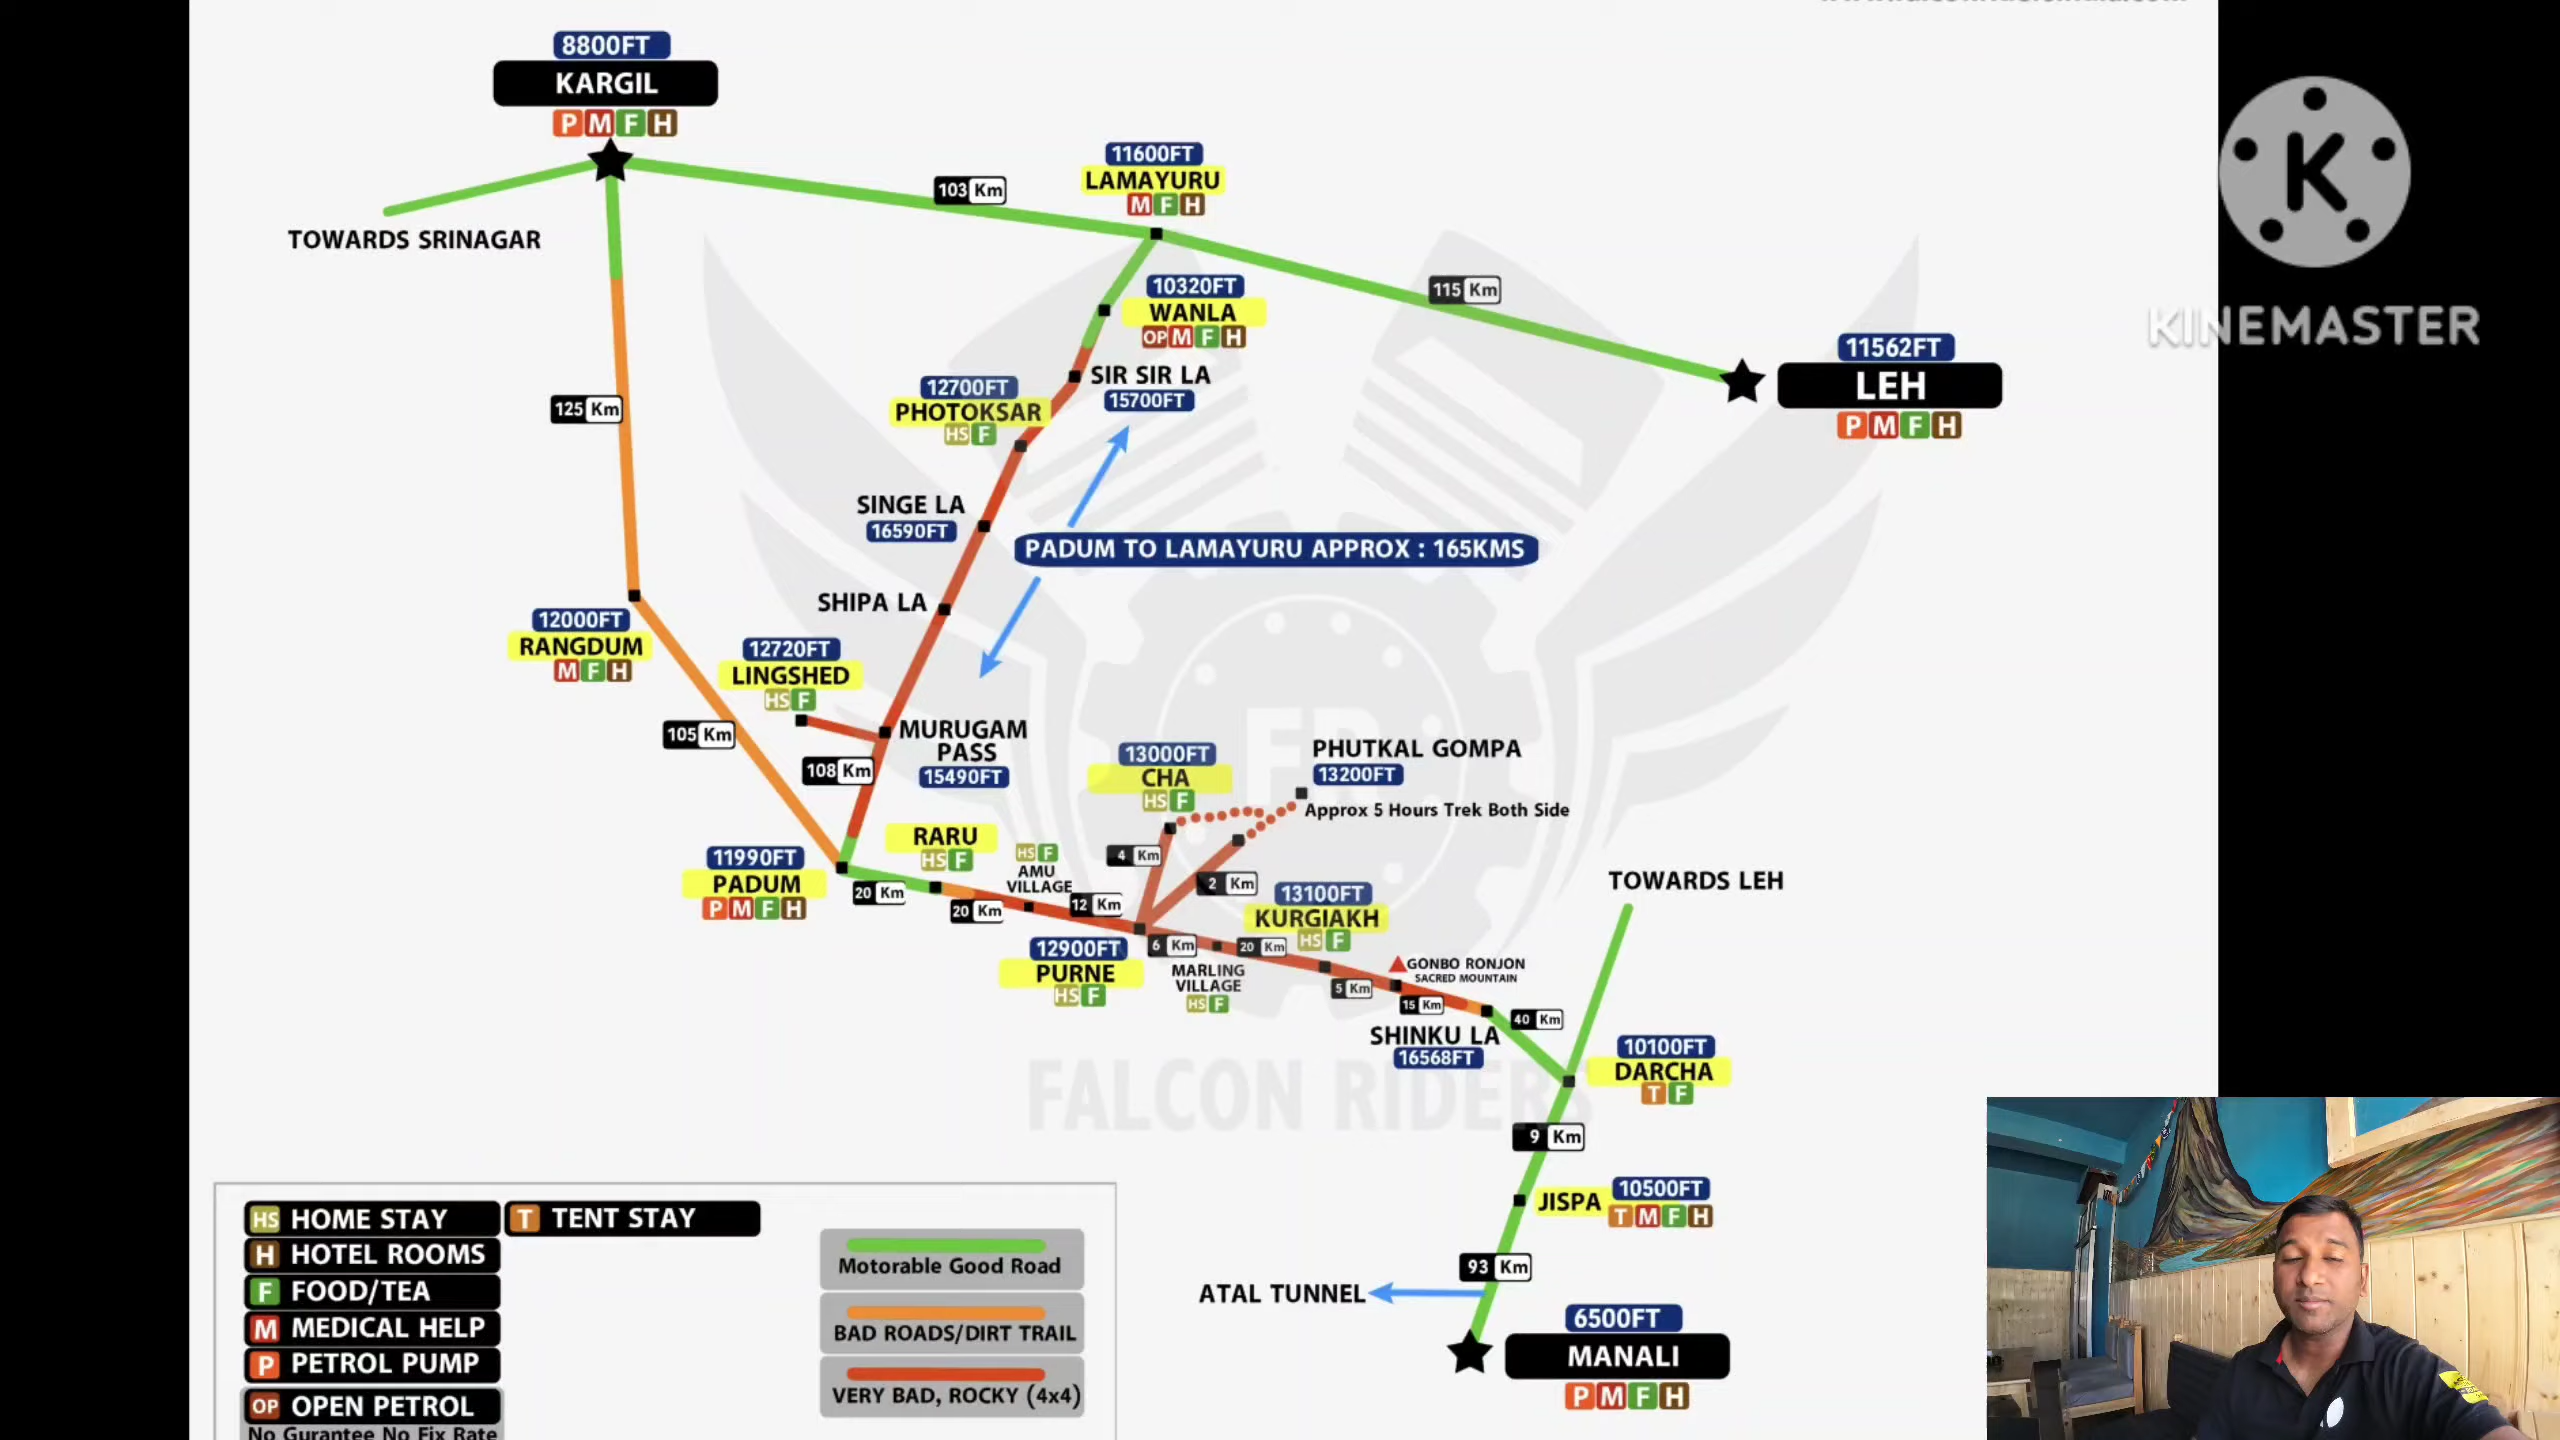 8800FT
KARGIL
P M F H
TOWARDS SRINAGAR
103 Km
11600FT
LAMAYURU
M F H
115 Km
10320FT
WANLA
OP M F H
KINEMASTER
K
11562FT
LEH
P M F H
SIR SIR LA
15700FT
12700FT
PHOTOKSAR
HS F
125 Km
SINGE LA
16590FT
PADUM TO LAMAYURU APPROX : 165KMS
SHIPA LA
12000FT
RANGDUM
M F H
12720FT
LINGSHED
HS F
105 Km
108 Km
MURUGAM
PASS
15490FT
13000FT
CHA
HS F
PHUTKAL GOMPA
13200FT
Approx 5 Hours Trek Both Side
RARU
HS F
HS F
AMU
VILLAGE
4 Km
2 Km
11990FT
PADUM
P M F H
20 Km
20 Km
12 Km
12900FT
PURNE
HS F
6 Km
MARLING
VILLAGE
HS F
20 Km
13100FT
KURGIAKH
HS F
TOWARDS LEH
GONBO RONJON
SACRED MOUNTAIN
5 Km
15 Km
SHINKU LA
16568FT
40 Km
10100FT
DARCHA
T F
FR
FALCON RIDERS
9 Km
JISPA
10500FT
T M F H
93 Km
ATAL TUNNEL
6500FT
MANALI
P M F H
HS HOME STAY
T TENT STAY
H HOTEL ROOMS
F FOOD/TEA
M MEDICAL HELP
P PETROL PUMP
OP OPEN PETROL
No Gurantee No Fix Rate
Motorable Good Road
BAD ROADS/DIRT TRAIL
VERY BAD, ROCKY (4x4)